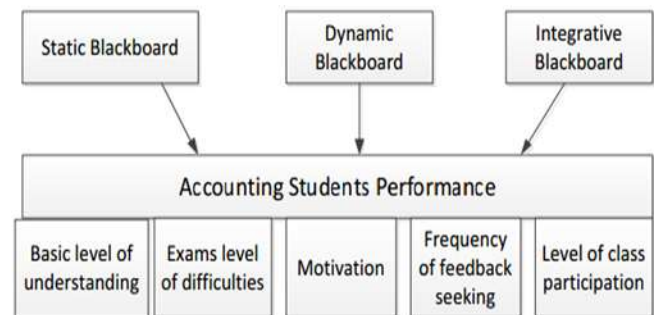 Static Blackboard
Dynamic
Blackboard
Integrative
Blackboard
Accounting Students Performance
Basic level of
understanding
Exams level
of difficulties
Motivation
Frequency
of feedback
seeking
Level of class
participation